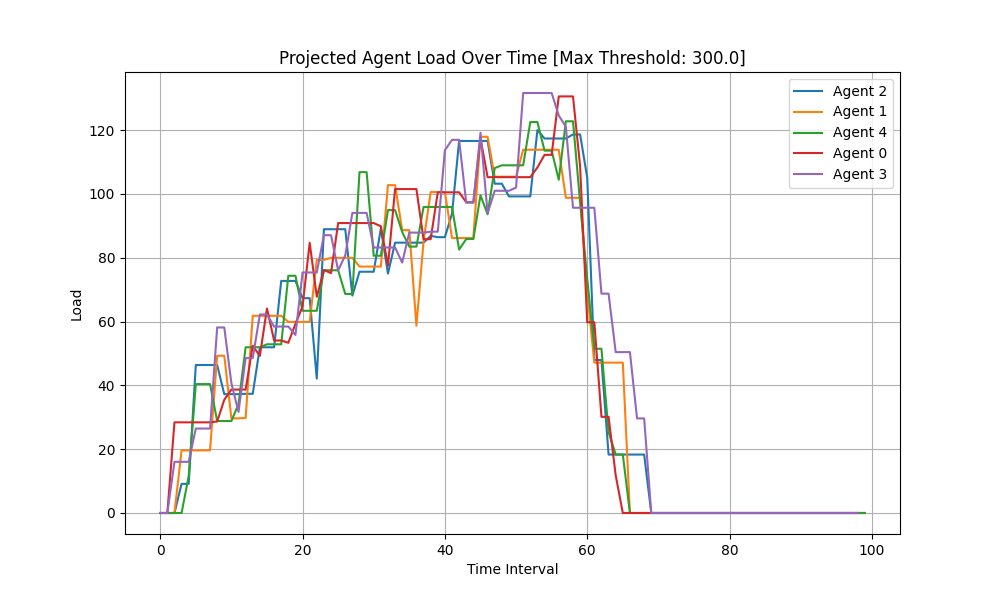 Projected Agent Load Over Time [Max Threshold: 300.0]
Agent 2
Agent 1
Agent 4
Agent 0
Agent 3
Load
120
100
80
60
40
20
0
0 20 40 60 80 100
Time Interval